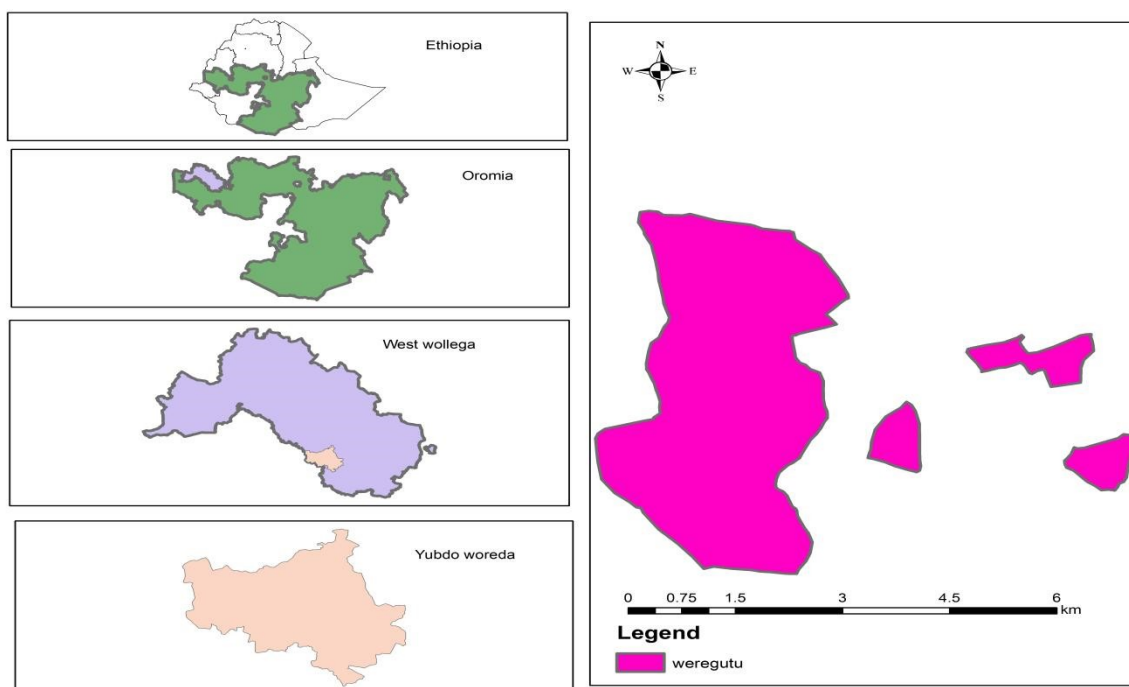 Ethiopia
Oromia
West wollega
Yubdo woreda
N
W E
S
0 0.75 1.5 3 4.5 6
km
Legend
weregutu